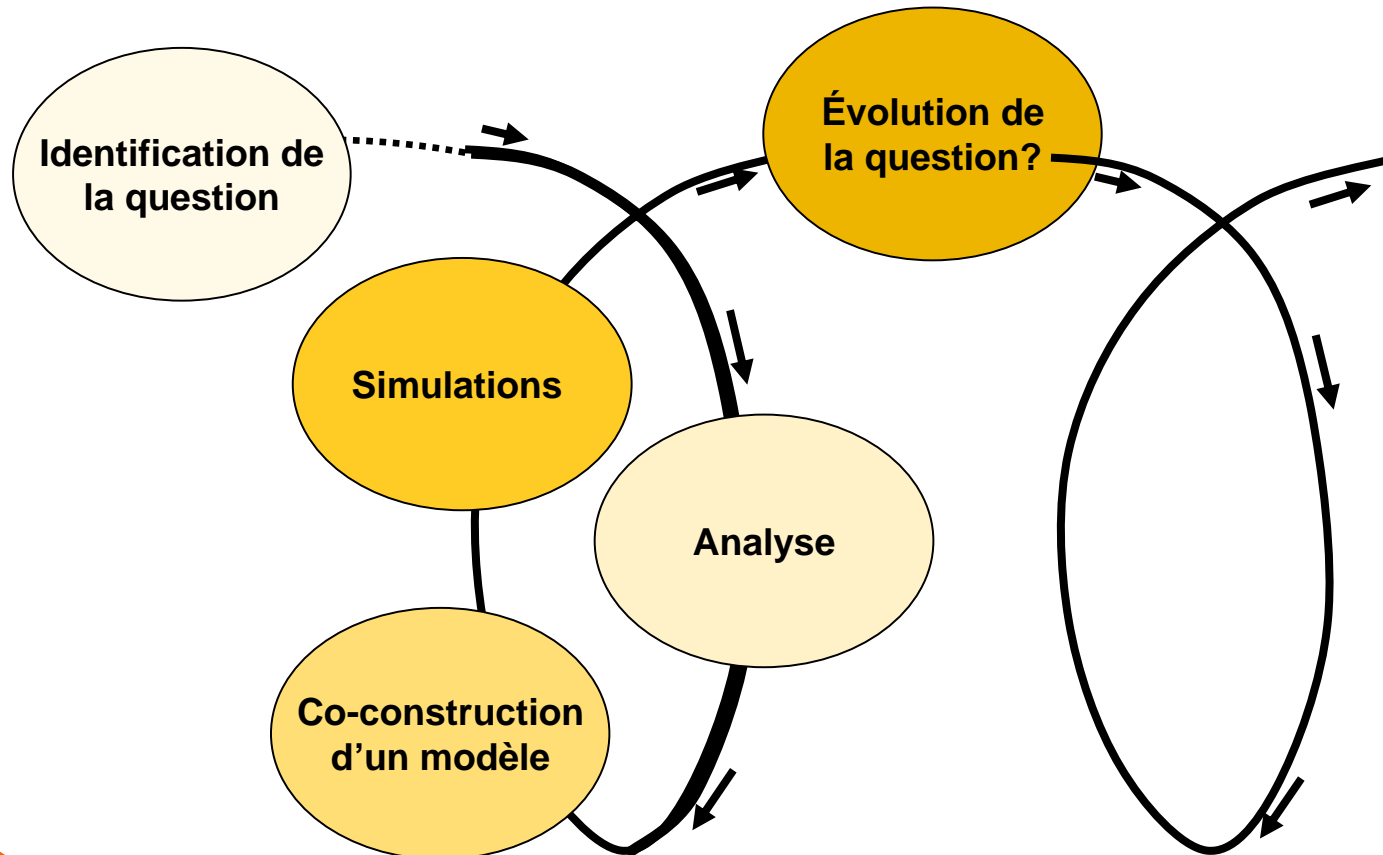 Identification de
la question
Évolution de
la question?
Simulations
Analyse
Co-construction
d’un modèle